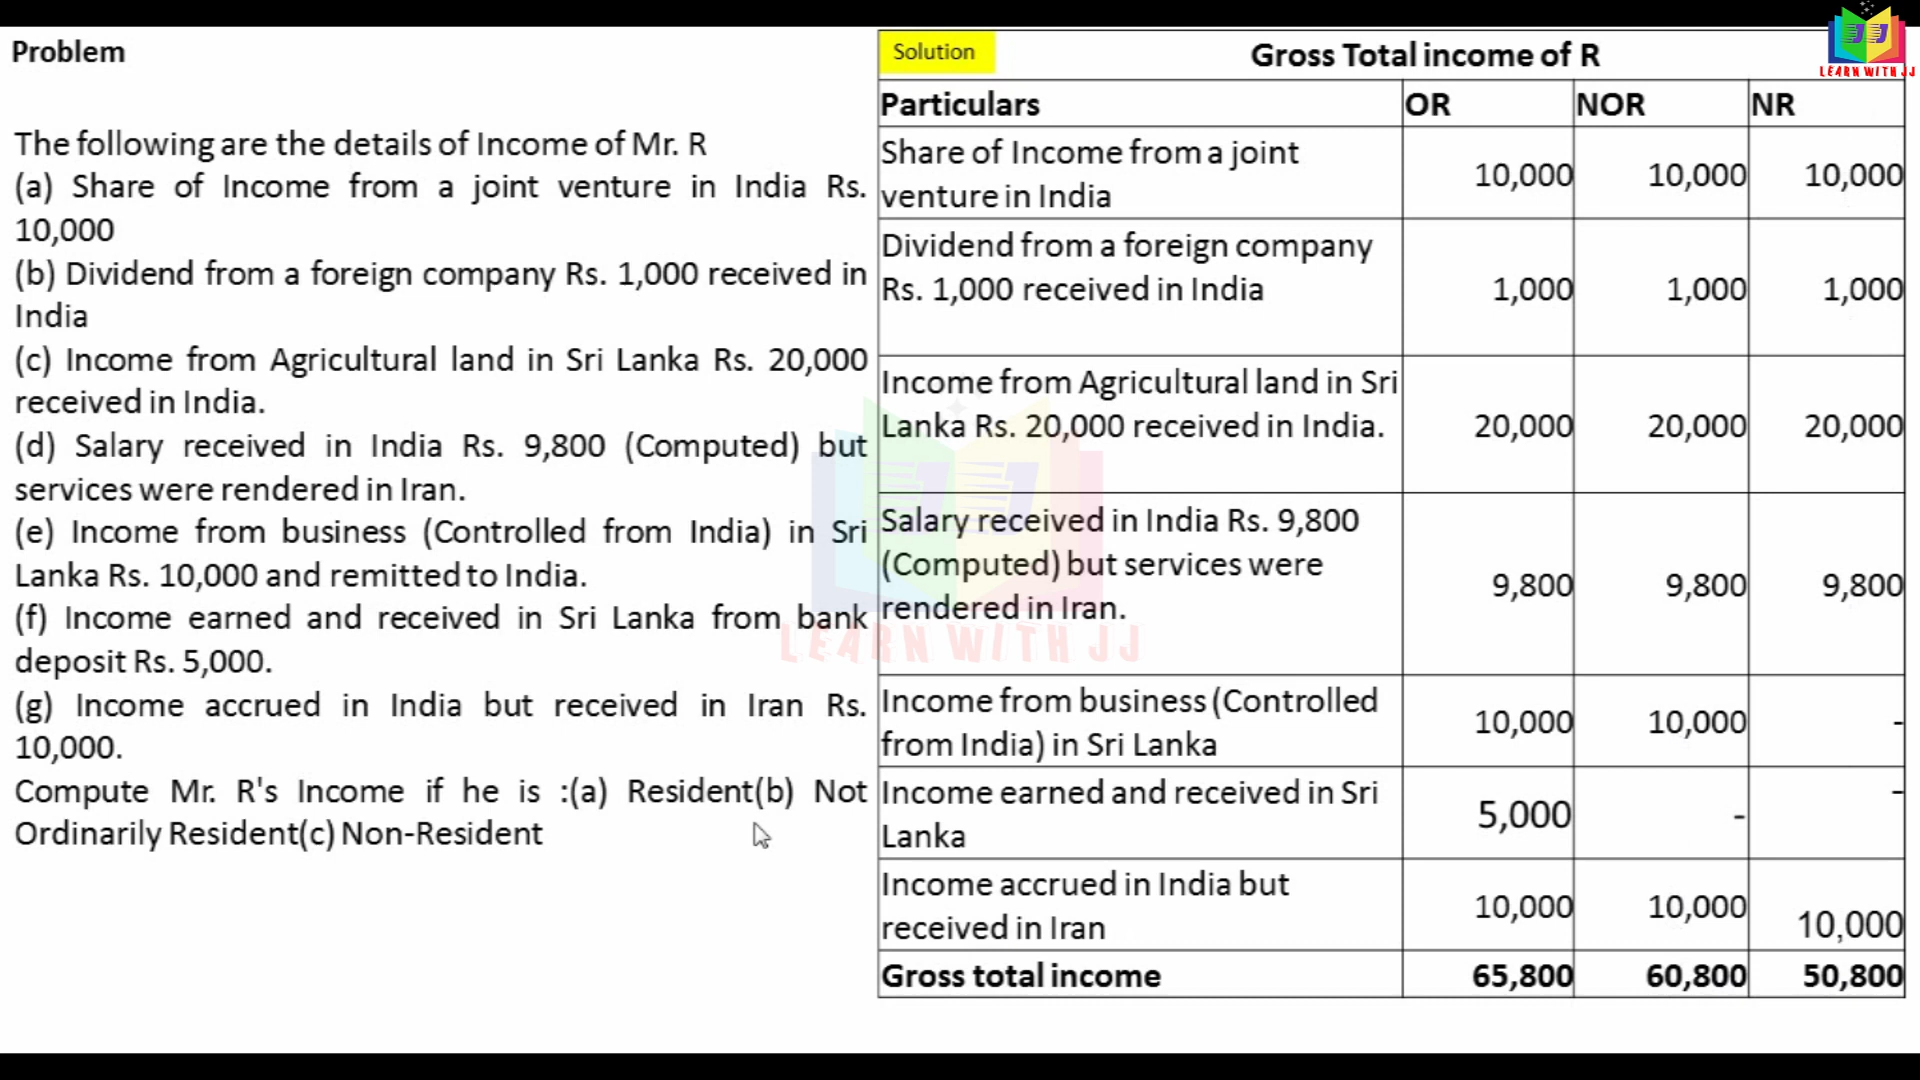 Problem
The following are the details of Income of Mr. R
(a) Share of Income from a joint venture in India Rs.
10,000
(b) Dividend from a foreign company Rs. 1,000 received in
India
(c) Income from Agricultural land in Sri Lanka Rs. 20,000
received in India.
(d) Salary received in India Rs. 9,800 (Computed) but
services were rendered in Iran.
(e) Income from business (Controlled from India) in Sri
Lanka Rs. 10,000 and remitted to India.
(f) Income earned and received in Sri Lanka from bank
deposit Rs. 5,000.
(g) Income accrued in India but received in Iran Rs.
10,000.
Compute Mr. R's Income if he is :(a) Resident(b) Not
Ordinarily Resident(c) Non-Resident
Solution
Gross Total income of R
Particulars OR NOR NR
Share of Income from a joint
venture in India 10,000 10,000 10,000
Dividend from a foreign company
Rs. 1,000 received in India 1,000 1,000 1,000
Income from Agricultural land in Sri
Lanka Rs. 20,000 received in India. 20,000 20,000 20,000
Salary received in India Rs. 9,800
(Computed) but services were
rendered in Iran. 9,800 9,800 9,800
Income from business (Controlled
from India) in Sri Lanka 10,000 10,000 -
Income earned and received in Sri
Lanka 5,000 - -
Income accrued in India but
received in Iran 10,000 10,000 10,000
Gross total income 65,800 60,800 50,800
JJ
LEARN WITH JJ
JJ
LEARN WITH JJ